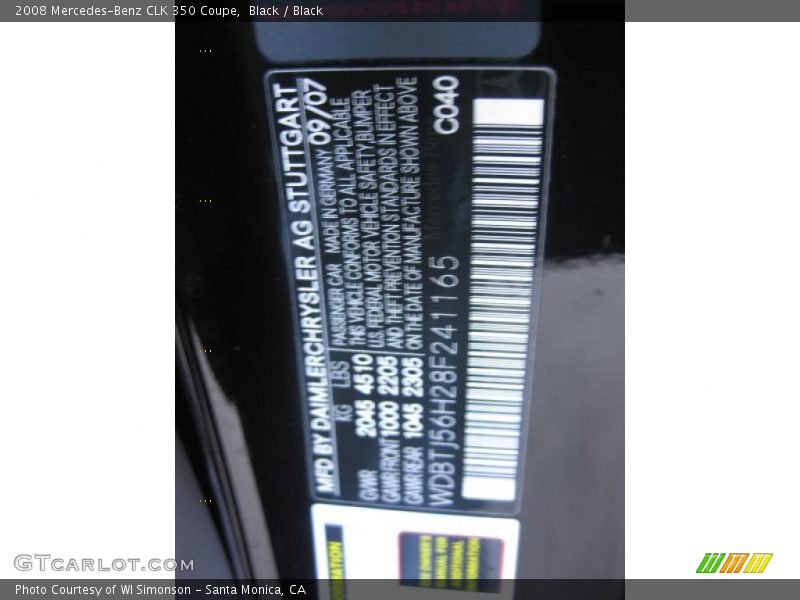 2008 Mercedes-Benz CLK 350 Coupe, Black / Black
MFD BY DAIMLERCHRYSLER AG STUTTGART
KG LBS PASSENGER CAR MADE IN GERMANY 09/07
THIS VEHICLE CONFORMS TO ALL APPLICABLE
GVWR 2045 4510 U.S. FEDERAL MOTOR VEHICLE SAFETY BUMPER
GAWR FRONT 1000 2205 AND THEFT PREVENTION STANDARDS IN EFFECT
GAWR REAR 1045 2305 ON THE DATE OF MANUFACTURE SHOWN ABOVE
WDBTJ56H28F241165 C040
GTcarlot.com
Photo Courtesy of WI Simonson - Santa Monica, CA